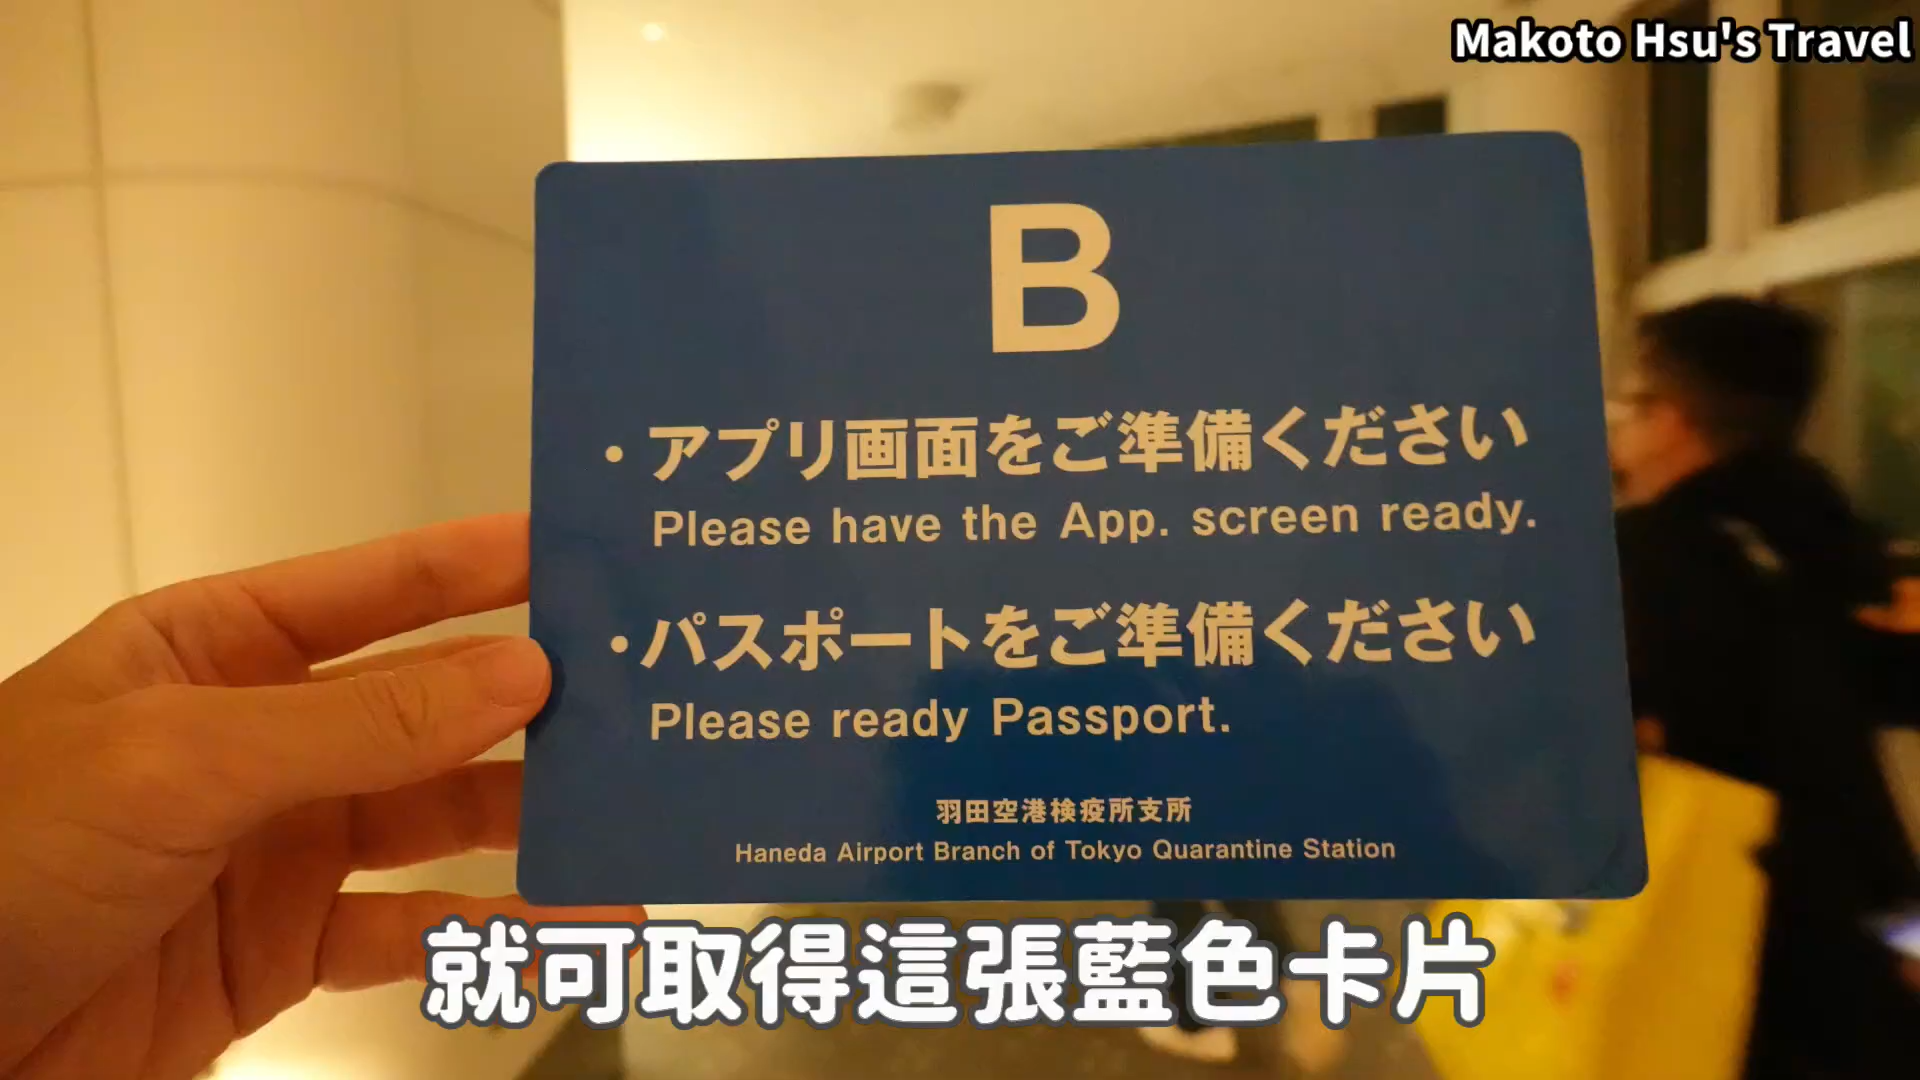 Makoto Hsu's Travel
B
・アプリ画面をご準備ください
Please have the App. screen ready.
・パスポートをご準備ください
Please ready Passport.
羽田空港検疫所支所
Haneda Airport Branch of Tokyo Quarantine Station
就可取得這張藍色卡片